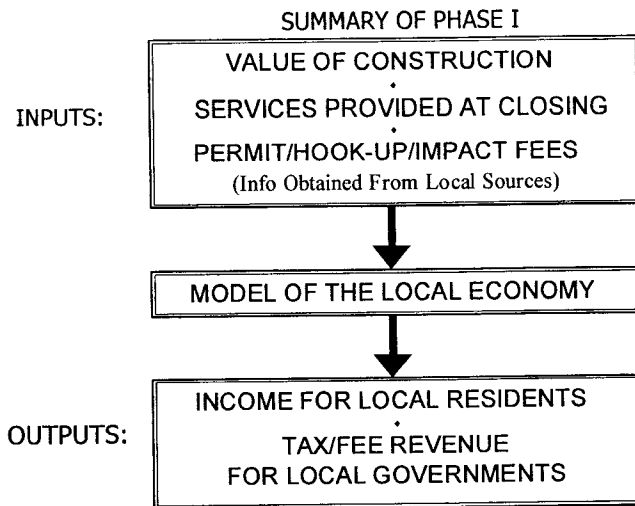 SUMMARY OF PHASE I
VALUE OF CONSTRUCTION
INPUTS:
SERVICES PROVIDED AT CLOSING
PERMIT/HOOK-UP/IMPACT FEES
(Info Obtained From Local Sources)
MODEL OF THE LOCAL ECONOMY
INCOME FOR LOCAL RESIDENTS
OUTPUTS:
TAX/FEE REVENUE
FOR LOCAL GOVERNMENTS